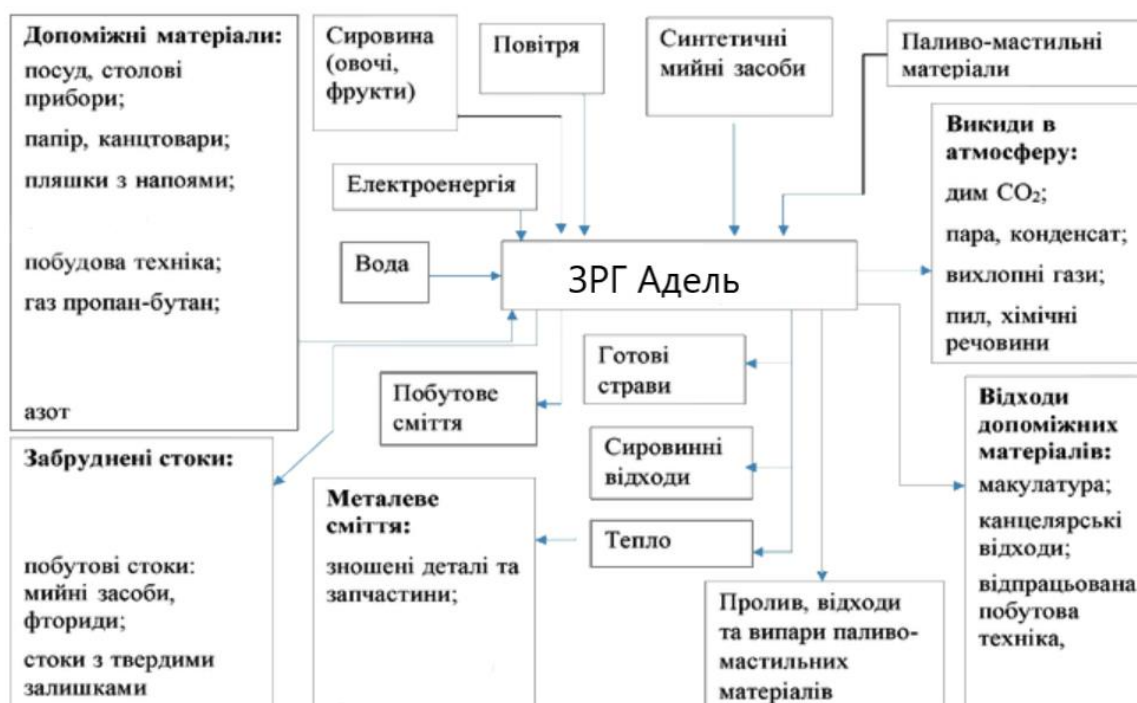 Допоміжні матеріали:
посуд, столові
прибори;
папір, канцтовари;
пляшки з напоями;
побудова техніка;
газ пропан-бутан;
азот
Сировина
(овочі,
фрукти)
Повітря
Синтетичні
мийні засоби
Паливо-мастильні
матеріали
Електроенергія
Вода
ЗРГ Адель
Викиди в
атмосферу:
дим CO₂;
пара, конденсат;
вихлопні гази;
пил, хімічні
речовини
Побутове
сміття
Готові
страви
Сировинні
відходи
Тепло
Забруднені стоки:
побутові стоки:
мийні засоби,
фториди;
стоки з твердими
залишками
Металеве
сміття:
зношені деталі та
запчастини;
Пролив, відходи
та випари паливо-
мастильних
матеріалів
Відходи
допоміжних
матеріалів:
макулатура;
канцелярські
відходи;
відпрацьована
побутова
техніка,